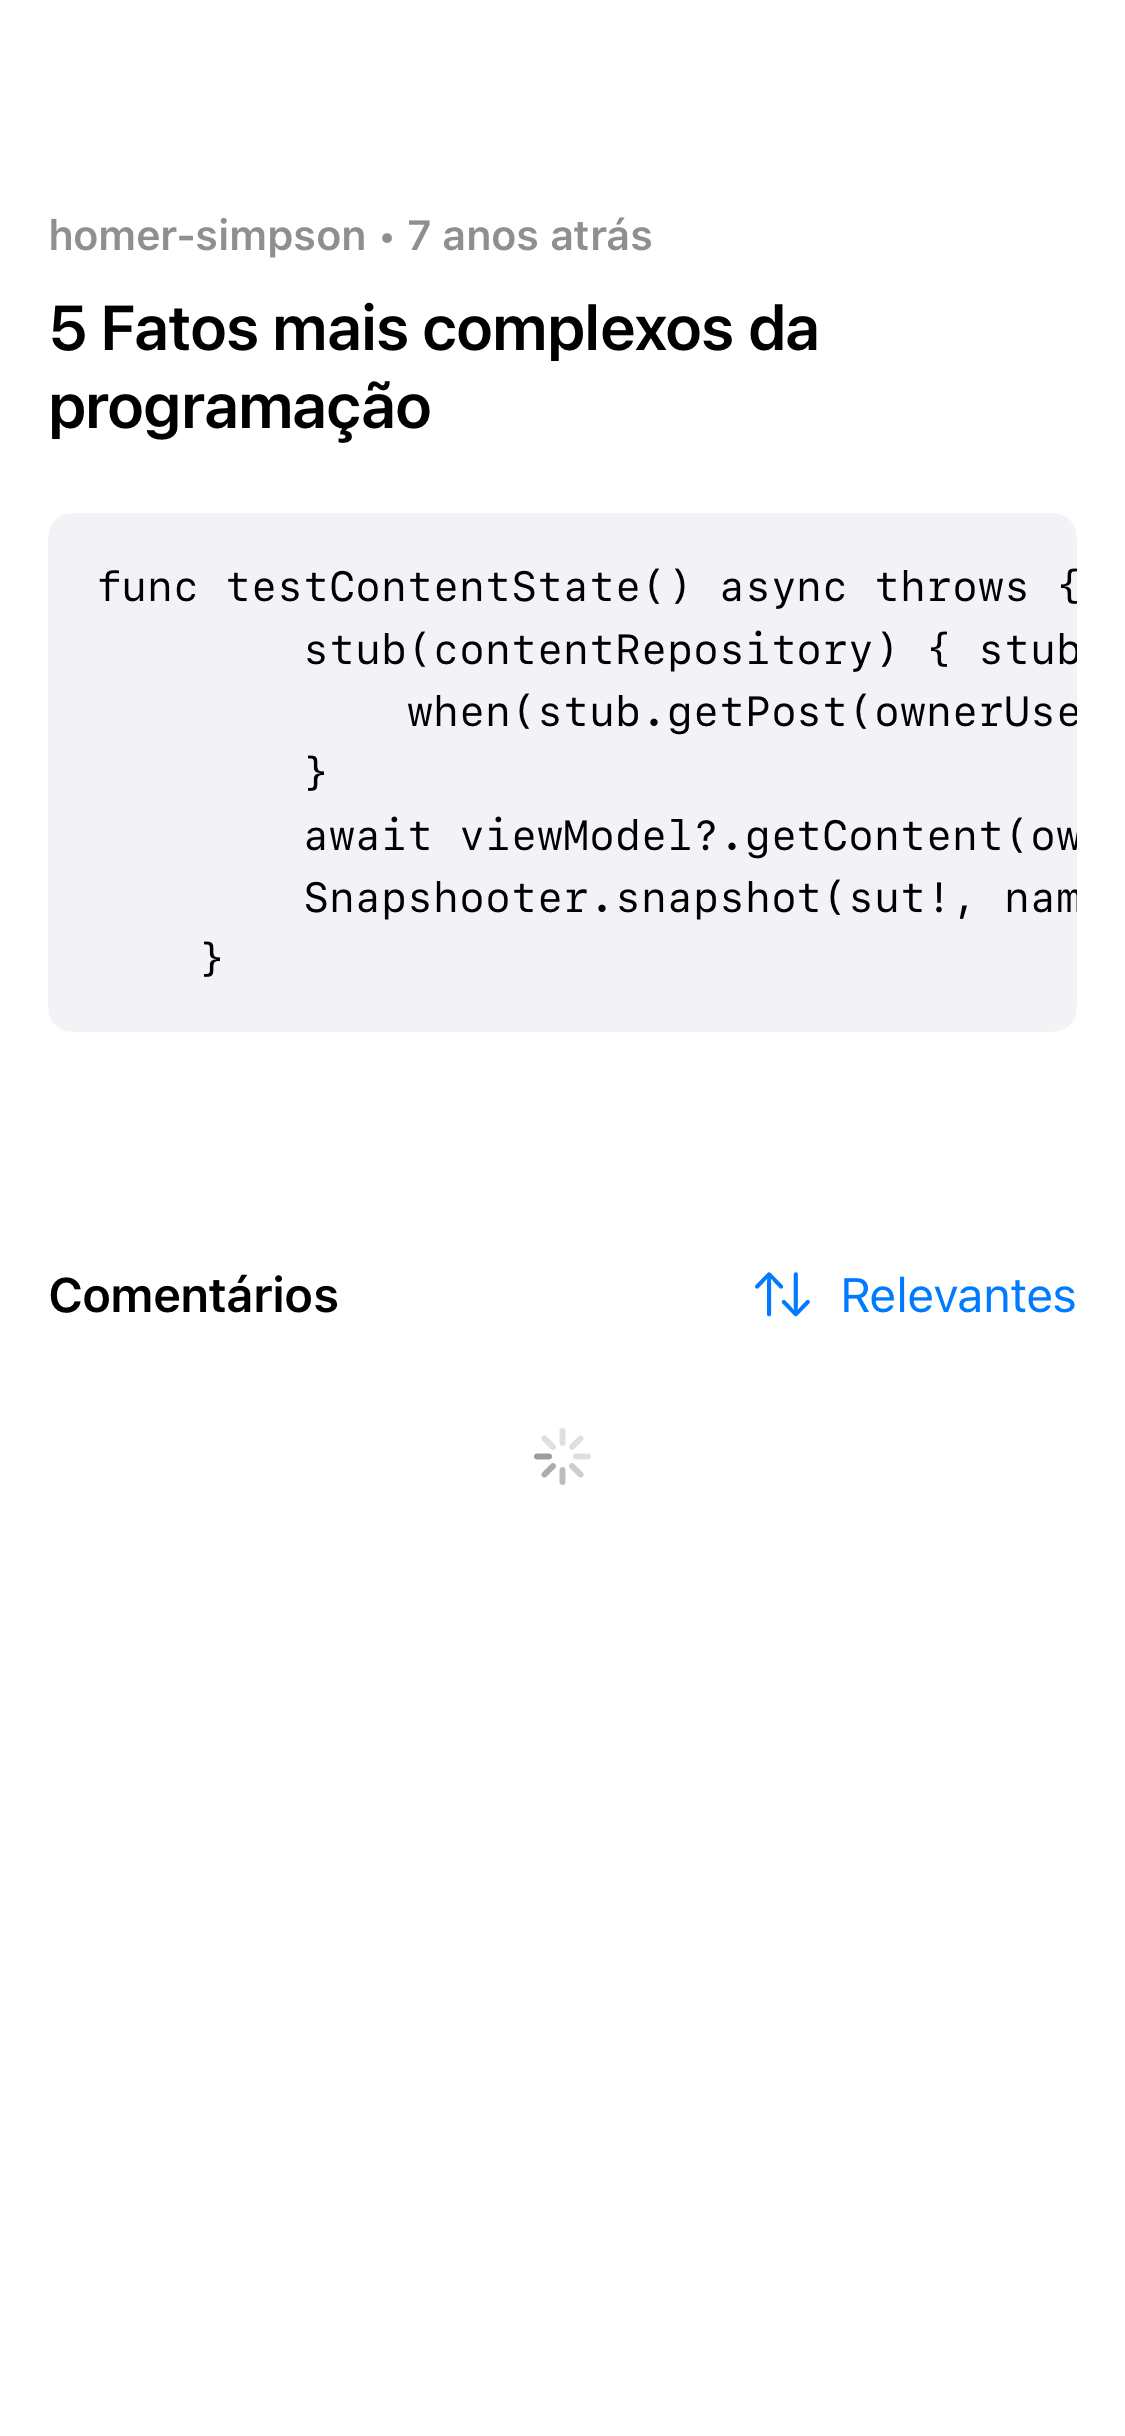 homer-simpson • 7 anos atrás
5 Fatos mais complexos da
programação
func testContentState() async throws {
        stub(contentRepository) { stub
            when(stub.getPost(ownerUse
        }
        await viewModel?.getContent(ow
        Snapshooter.snapshot(sut!, nam
    }
Comentários
Relevantes